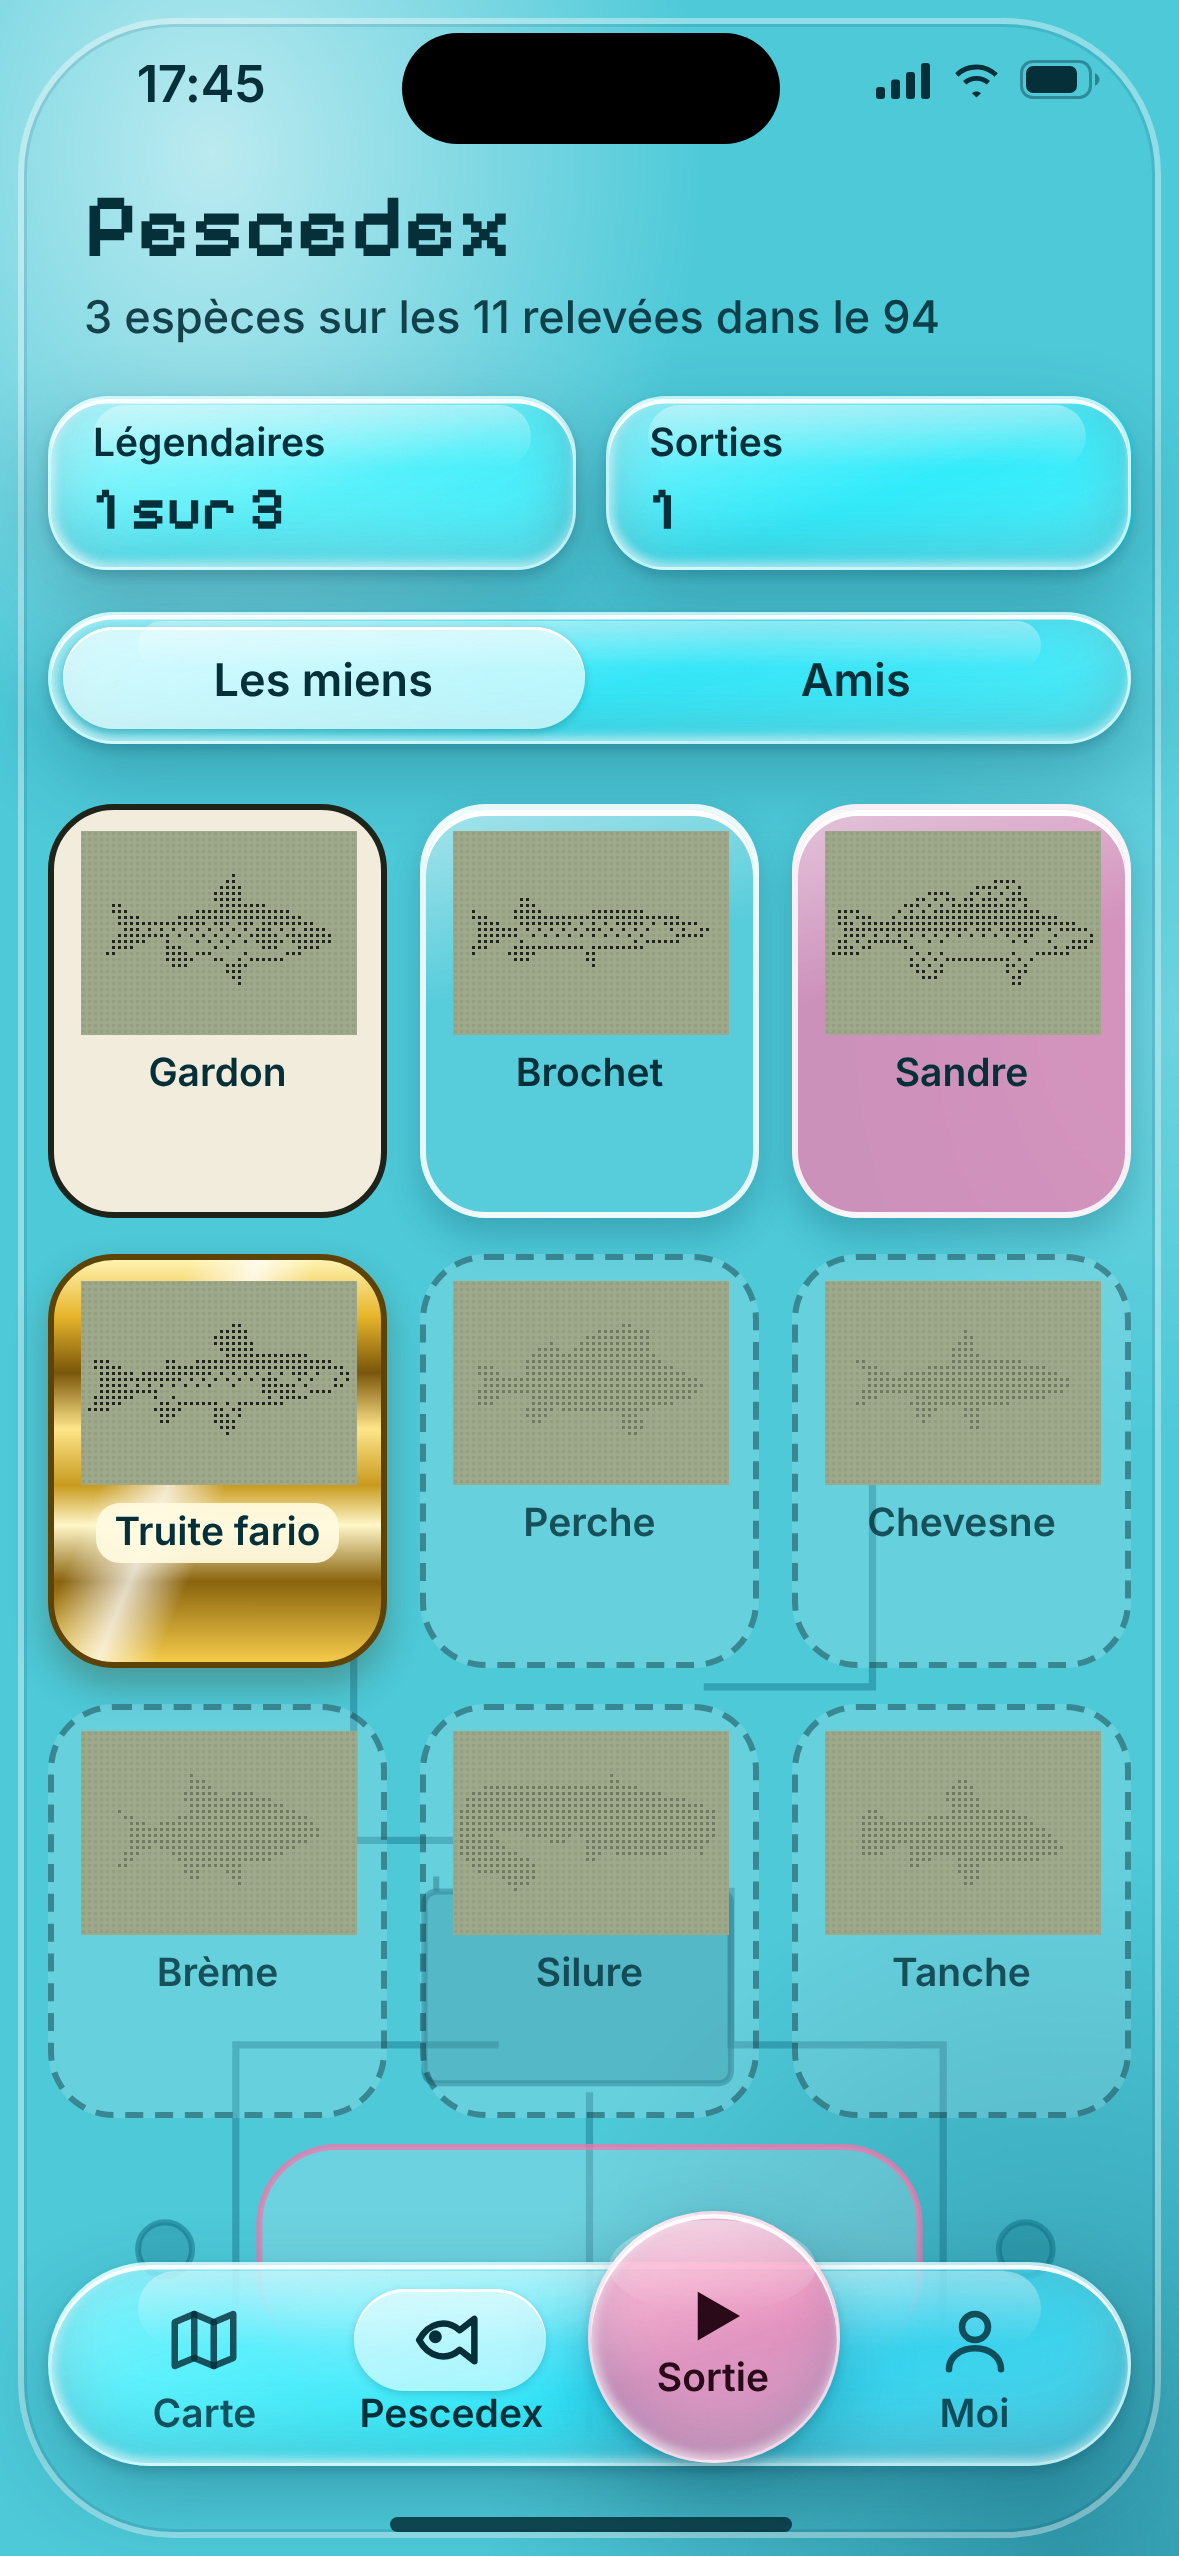 17:45
Pescedex
3 espèces sur les 11 relevées dans le 94
Légendaires
Sorties
1 sur 3
1
Les miens
Amis
Gardon
Brochet
Sandre
Truite fario
Perche
Chevesne
Brème
Silure
Tanche
Sortie
Carte
Pescedex
Moi